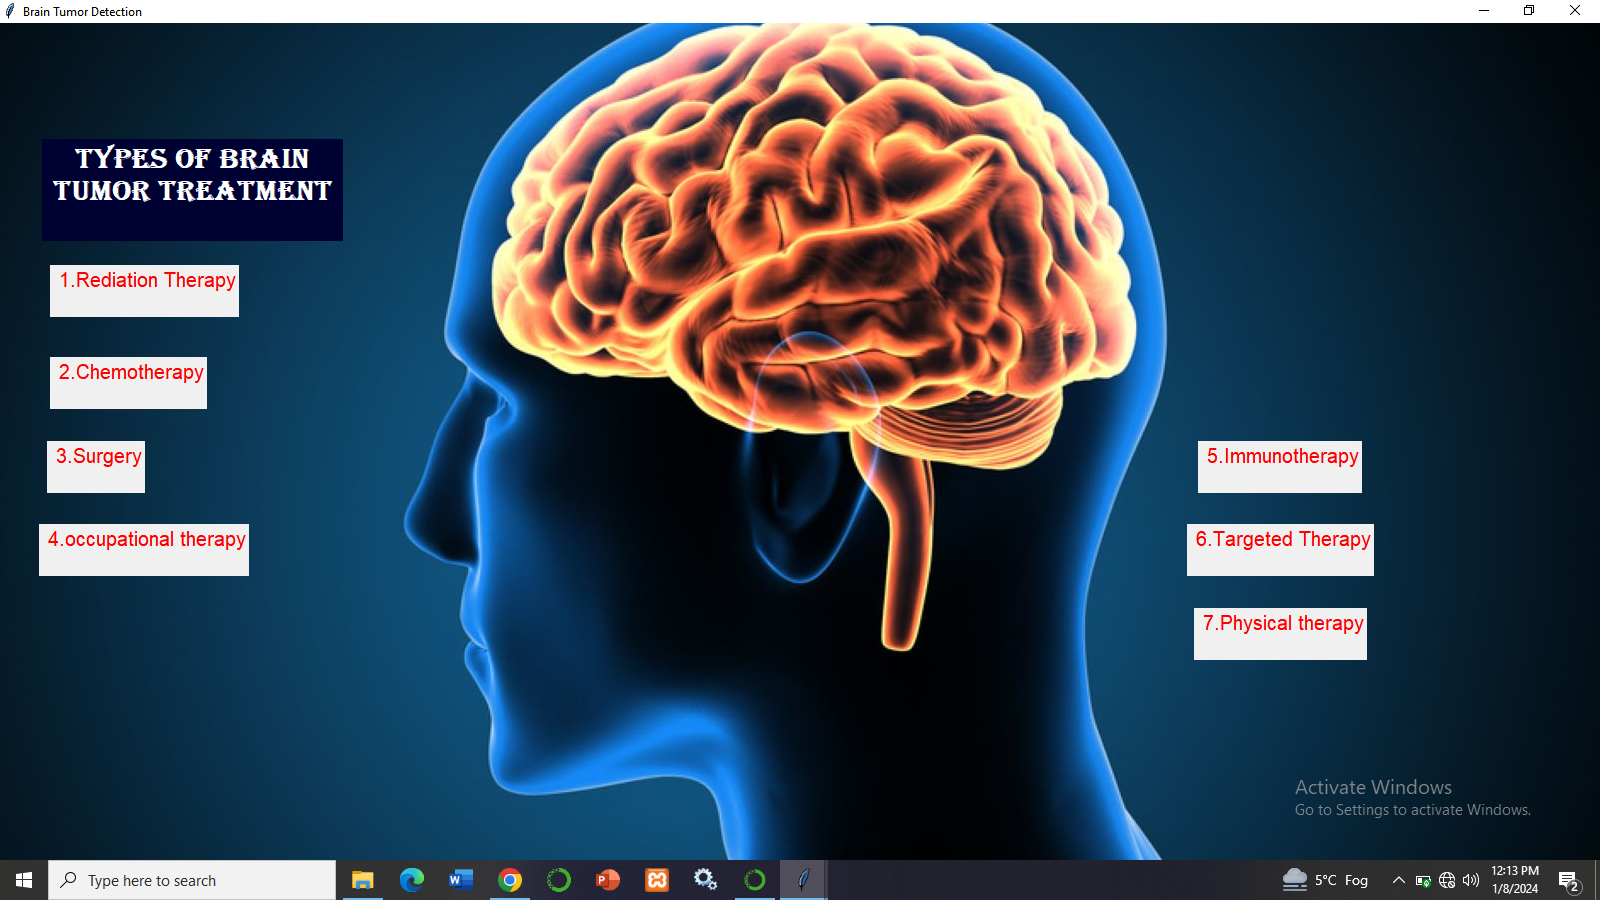 Brain Tumor Detection
TYPES OF BRAIN
TUMOR TREATMENT
1.Rediation Therapy
2.Chemotherapy
3.Surgery
4.occupational therapy
5.Immunotherapy
6.Targeted Therapy
7.Physical therapy
Activate Windows
Go to Settings to activate Windows.
Type here to search
5°C Fog
12:13 PM
1/8/2024
2